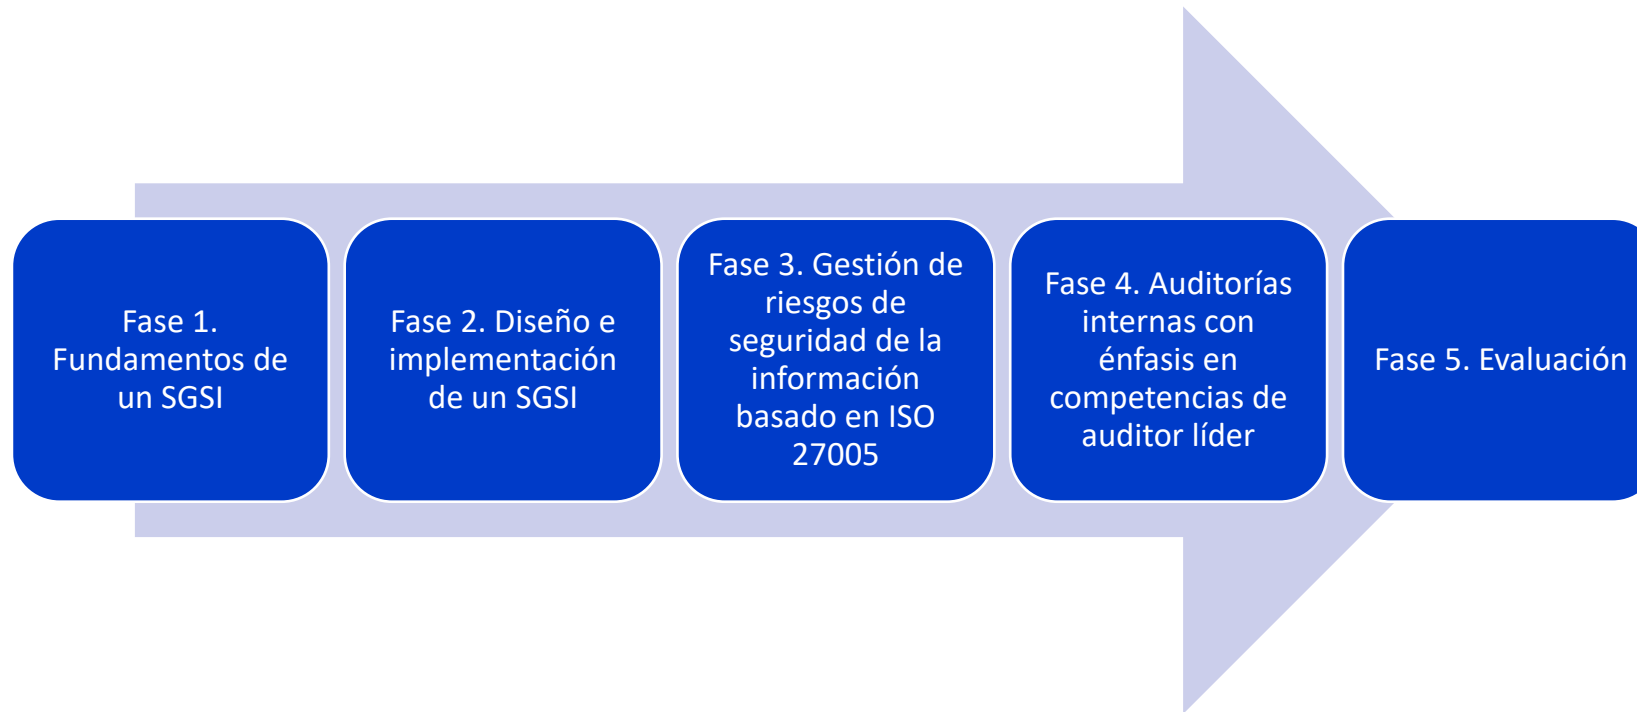 Fase 1.
Fundamentos de
un SGSI
Fase 2. Diseño e
implementación
de un SGSI
Fase 3. Gestión de
riesgos de
seguridad de la
información
basado en ISO
27005
Fase 4. Auditorías
internas con
énfasis en
competencias de
auditor líder
Fase 5. Evaluación